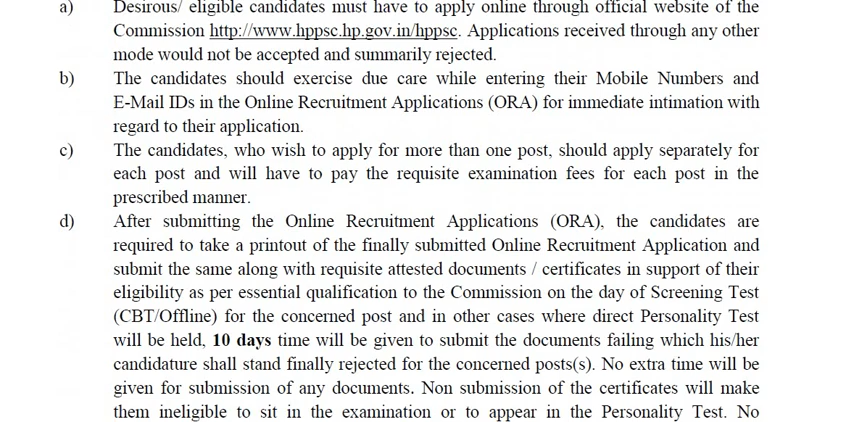 a) Desirous/ eligible candidates must have to apply online through official website of the
Commission http://www.hppsc.hp.gov.in/hppsc. Applications received through any other
mode would not be accepted and summarily rejected.
b) The candidates should exercise due care while entering their Mobile Numbers and
E-Mail IDs in the Online Recruitment Applications (ORA) for immediate intimation with
regard to their application.
c) The candidates, who wish to apply for more than one post, should apply separately for
each post and will have to pay the requisite examination fees for each post in the
prescribed manner.
d) After submitting the Online Recruitment Applications (ORA), the candidates are
required to take a printout of the finally submitted Online Recruitment Application and
submit the same along with requisite attested documents / certificates in support of their
eligibility as per essential qualification to the Commission on the day of Screening Test
(CBT/Offline) for the concerned post and in other cases where direct Personality Test
will be held, 10 days time will be given to submit the documents failing which his/her
candidature shall stand finally rejected for the concerned posts(s). No extra time will be
given for submission of any documents. Non submission of the certificates will make
them ineligible to sit in the examination or to appear in the Personality Test. No